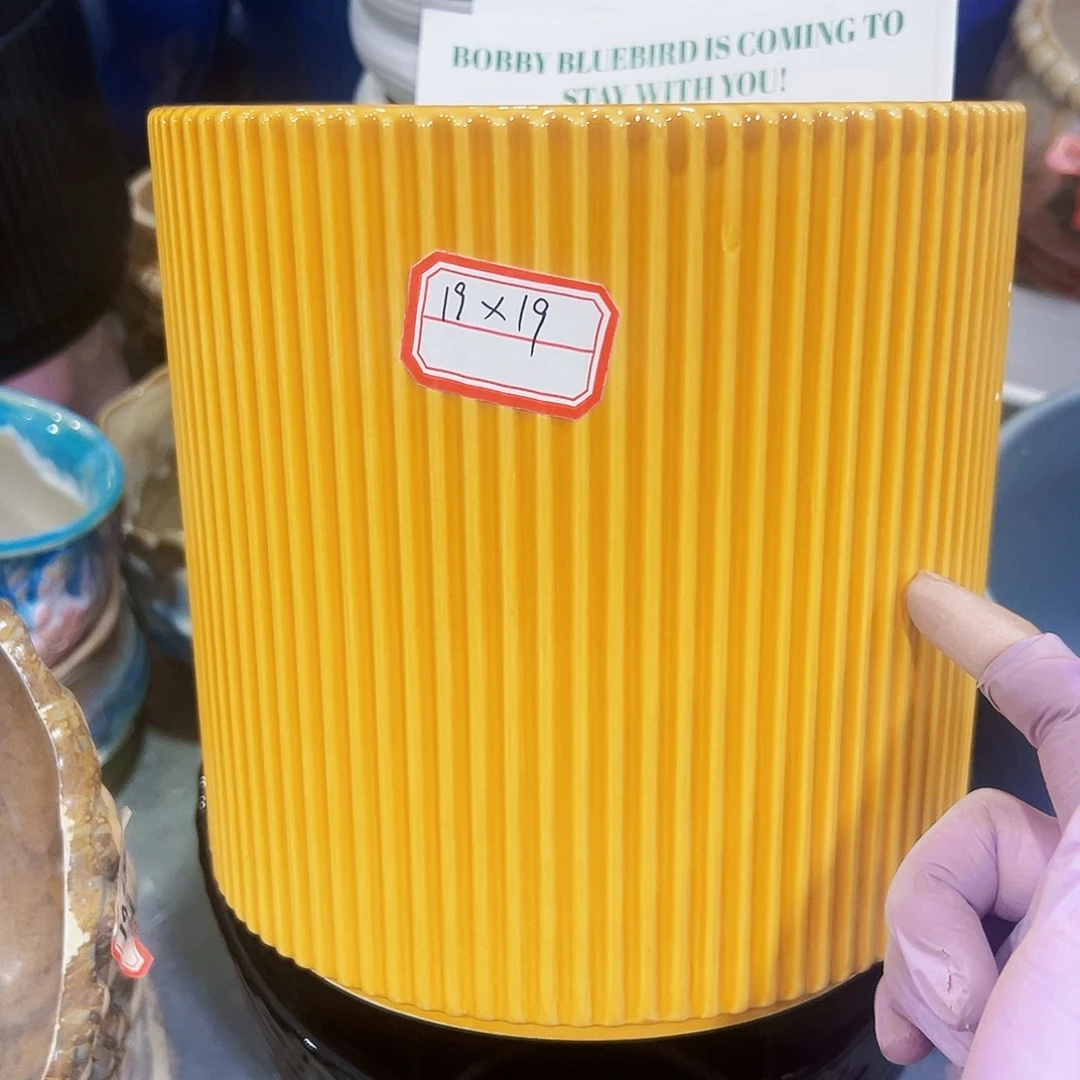 BOBBY BLUEBIRD IS COMING TO
STAY WITH YOU!
19 × 19